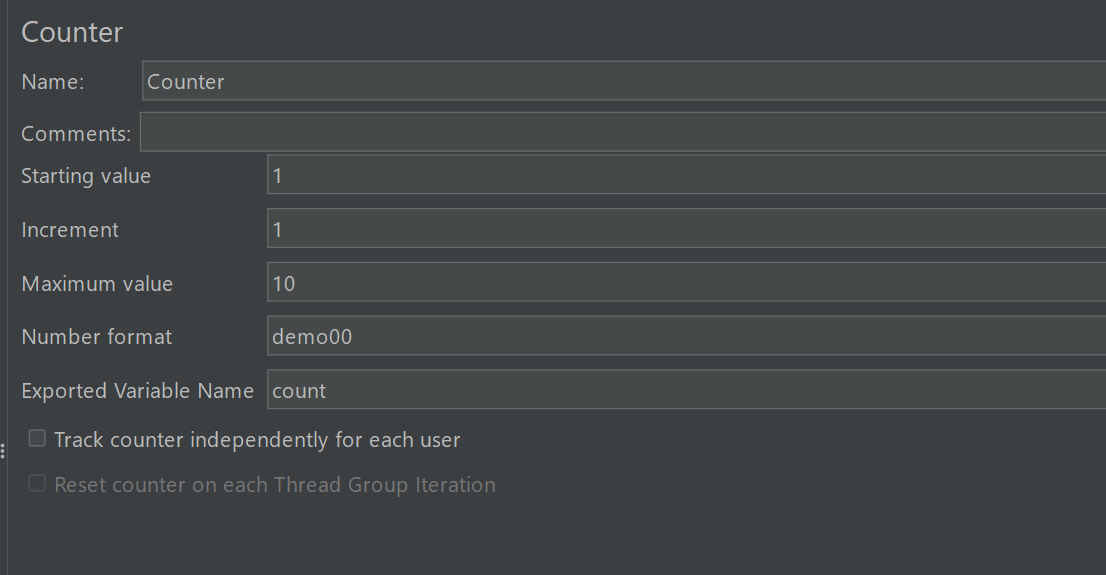 Counter
Name: Counter
Comments:
Starting value 1
Increment 1
Maximum value 10
Number format demo00
Exported Variable Name count
Track counter independently for each user
Reset counter on each Thread Group Iteration